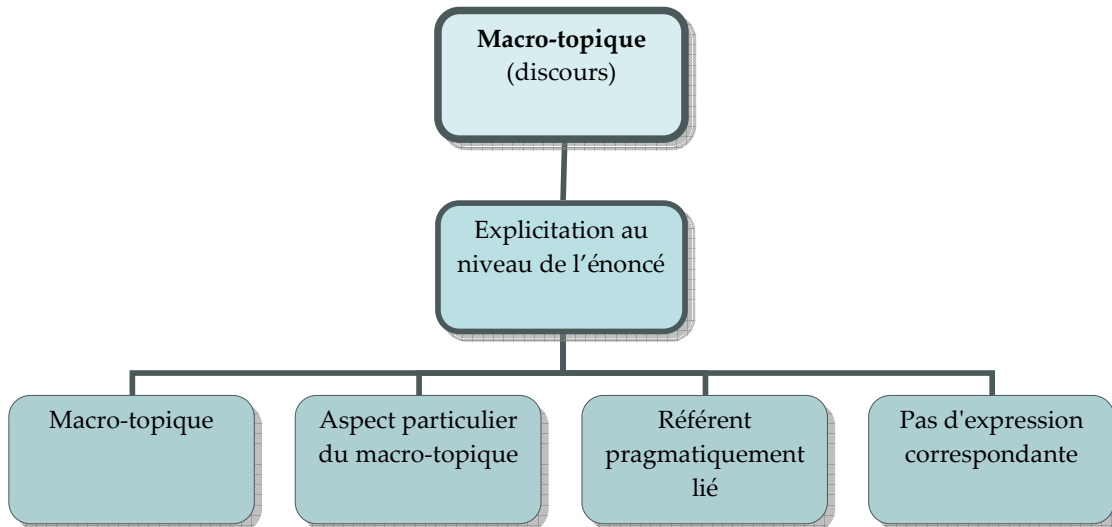 Macro-topique
(discours)
Explicitation au
niveau de l’énoncé
Macro-topique
Aspect particulier
du macro-topique
Référent
pragmatiquement
lié
Pas d'expression
correspondante